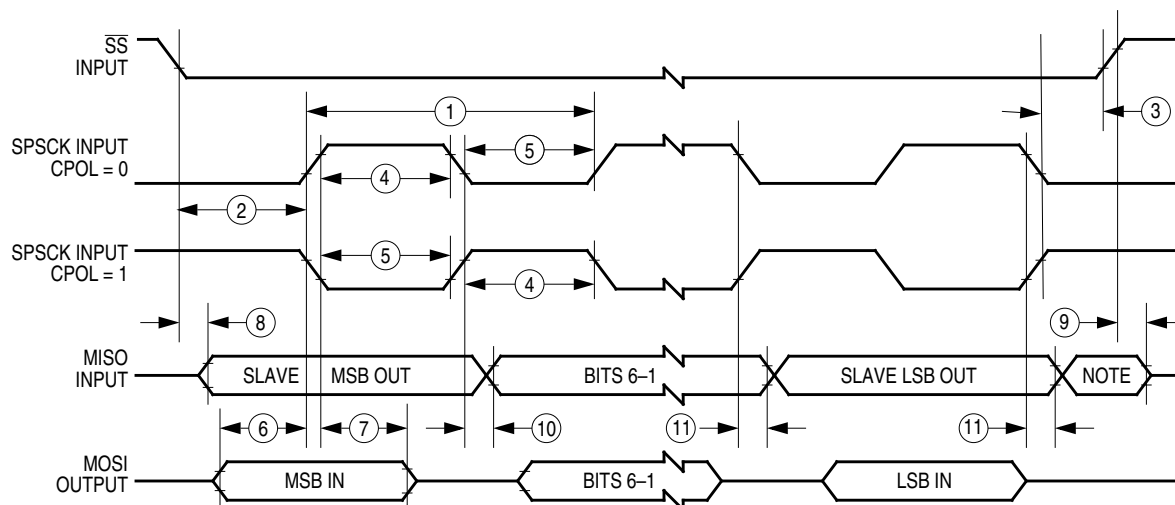 SS
INPUT
1
3
SPSCK INPUT
CPOL = 0
5
4
2
SPSCK INPUT
CPOL = 1
5
4
8
9
MISO
INPUT
SLAVE MSB OUT
BITS 6–1
SLAVE LSB OUT
NOTE
6
7
10
11
11
MOSI
OUTPUT
MSB IN
BITS 6–1
LSB IN